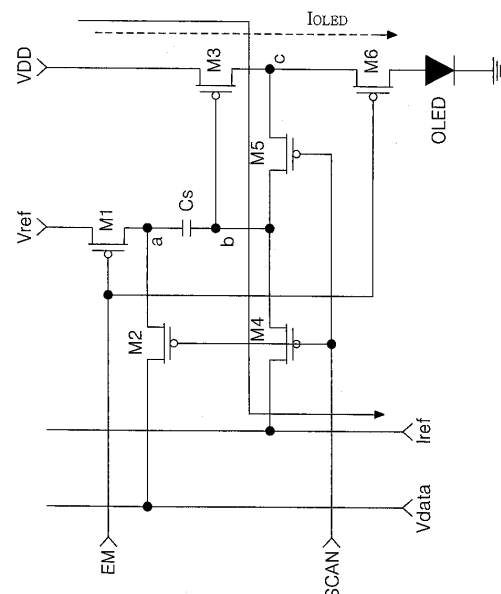 IOLED
VDD
M3
c
M6
OLED
M5
Vref
M1
a
Cs
b
M2
M4
Iref
Vdata
EM
SCAN